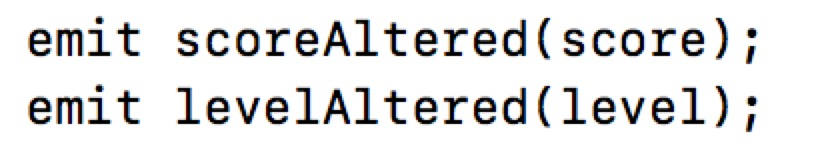 emit scoreAltered(score);
emit levelAltered(level);